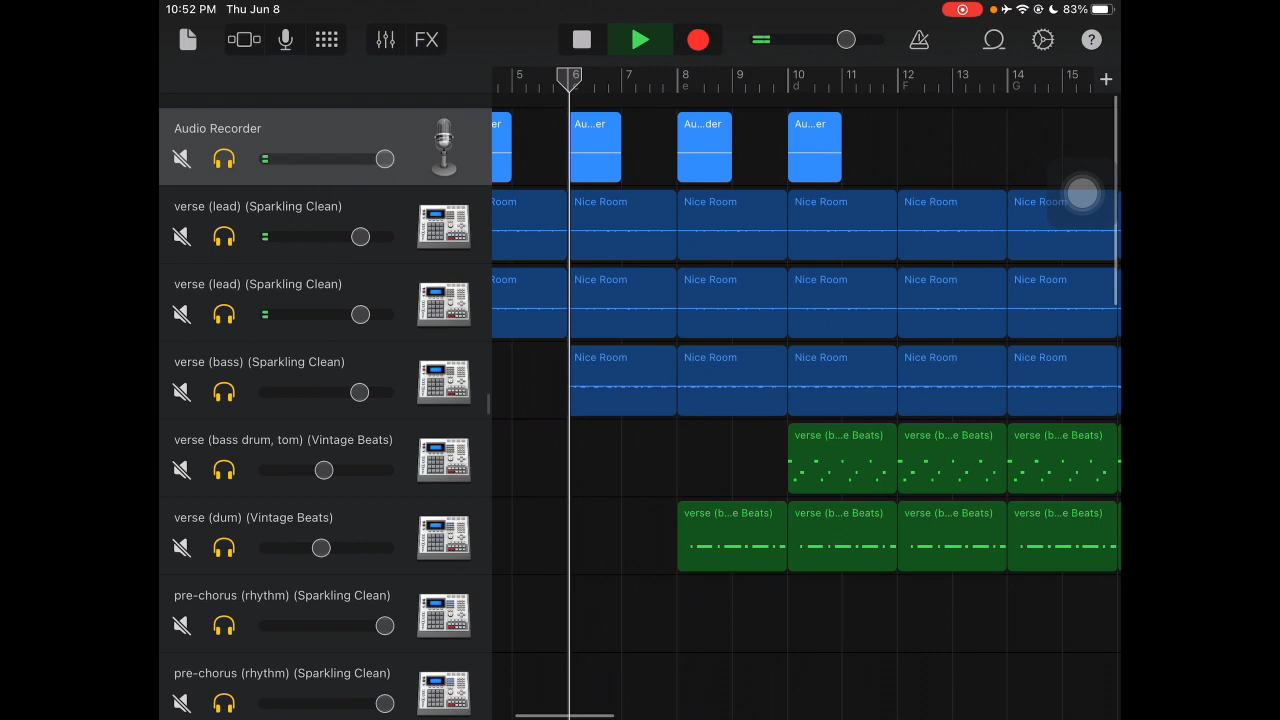 10:52 PM Thu Jun 8
83%
FX
?
5 6 7 8 9 10 11 12 13 14 15 +
e d F G
Audio Recorder
er Au...er Au...der Au...er
verse (lead) (Sparkling Clean)
Room Nice Room Nice Room Nice Room Nice Room Nice Room
verse (lead) (Sparkling Clean)
Room Nice Room Nice Room Nice Room Nice Room Nice Room
verse (bass) (Sparkling Clean)
Nice Room Nice Room Nice Room Nice Room Nice Room
verse (bass drum, tom) (Vintage Beats)
verse (b...e Beats) verse (b...e Beats) verse (b...e Beats)
verse (dum) (Vintage Beats)
verse (b...e Beats) verse (b...e Beats) verse (b...e Beats) verse (b...e Beats)
pre-chorus (rhythm) (Sparkling Clean)
pre-chorus (rhythm) (Sparkling Clean)